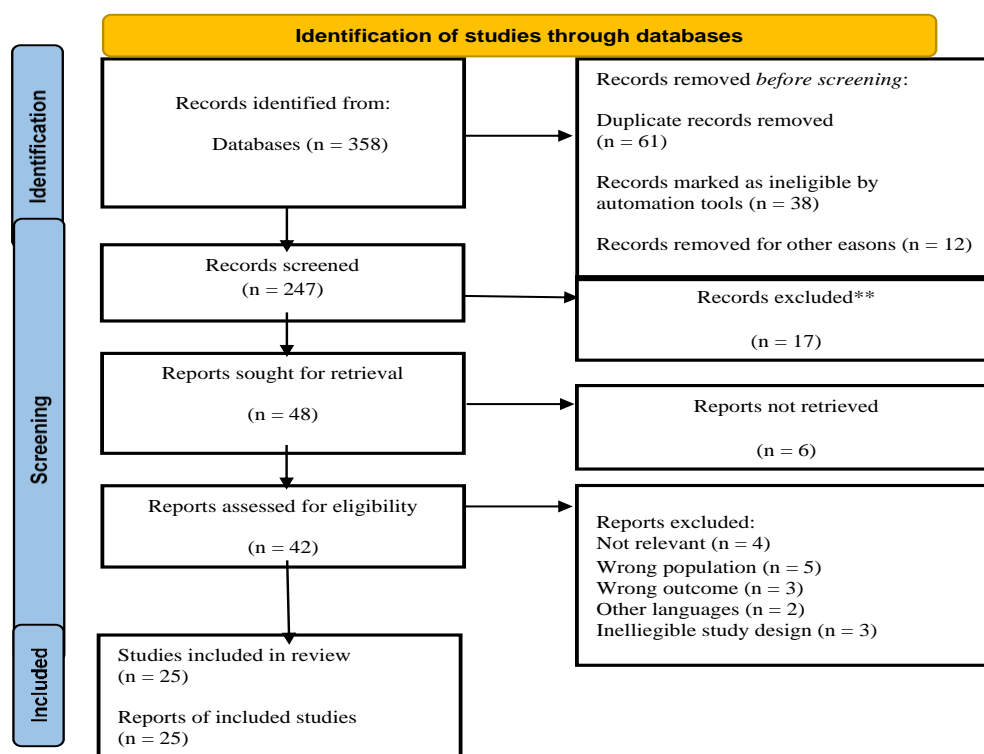 Identification of studies through databases
Identification
Records identified from:
Databases (n = 358)
Records removed before screening:
Duplicate records removed
(n = 61)
Records marked as ineligible by
automation tools (n = 38)
Records removed for other easons (n = 12)
Screening
Records screened
(n = 247)
Records excluded**
(n = 17)
Reports sought for retrieval
(n = 48)
Reports not retrieved
(n = 6)
Reports assessed for eligibility
(n = 42)
Reports excluded:
Not relevant (n = 4)
Wrong population (n = 5)
Wrong outcome (n = 3)
Other languages (n = 2)
Inelliegible study design (n = 3)
Included
Studies included in review
(n = 25)
Reports of included studies
(n = 25)